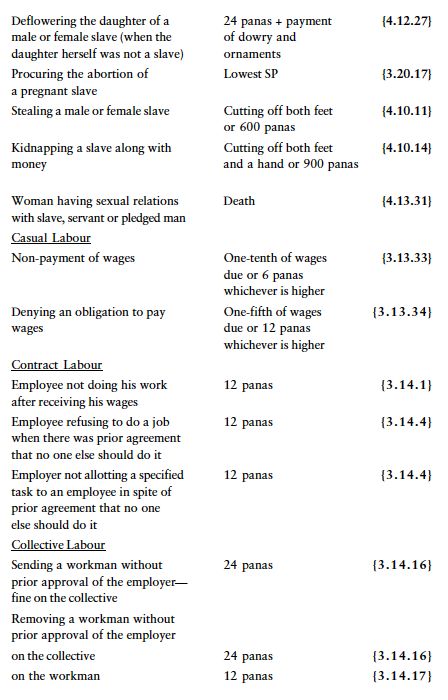 Deflowering the daughter of a 24 panas + payment {4.12.27}
male or female slave (when the of dowry and
daughter herself was not a slave) ornaments
Procuring the abortion of Lowest SP {3.20.17}
a pregnant slave
Stealing a male or female slave Cutting off both feet {4.10.11}
or 600 panas
Kidnapping a slave along with Cutting off both feet {4.10.14}
money and a hand or 900 panas
Woman having sexual relations Death {4.13.31}
with slave, servant or pledged man
Casual Labour
Non-payment of wages One-tenth of wages {3.13.33}
due or 6 panas
whichever is higher
Denying an obligation to pay One-fifth of wages {3.13.34}
wages due or 12 panas
whichever is higher
Contract Labour
Employee not doing his work 12 panas {3.14.1}
after receiving his wages
Employee refusing to do a job 12 panas {3.14.4}
when there was prior agreement
that no one else should do it
Employer not allotting a specified 12 panas {3.14.4}
task to an employee in spite of
prior agreement that no one
else should do it
Collective Labour
Sending a workman without 24 panas {3.14.16}
prior approval of the employer—
fine on the collective
Removing a workman without
prior approval of the employer
on the collective 24 panas {3.14.16}
on the workman 12 panas {3.14.17}